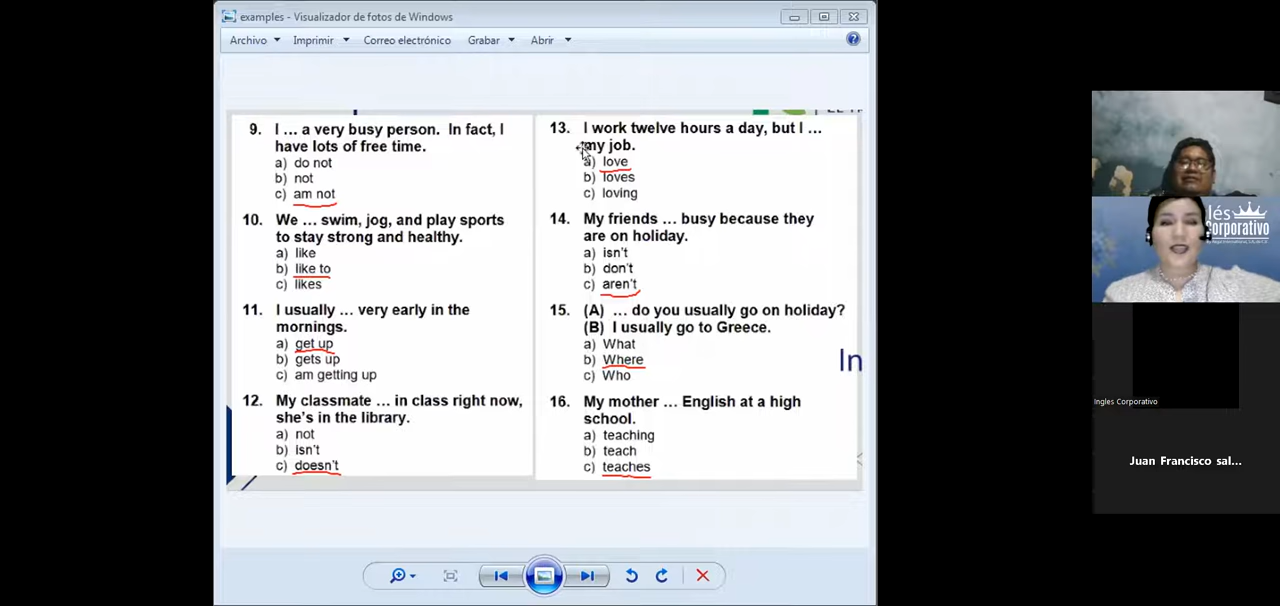 examples - Visualizador de fotos de Windows
Archivo Imprimir Correo electrónico Grabar Abrir
9. I ... a very busy person. In fact, I
have lots of free time.
a) do not
b) not
c) am not
10. We ... swim, jog, and play sports
to stay strong and healthy.
a) like
b) like to
c) likes
11. I usually ... very early in the
mornings.
a) get up
b) gets up
c) am getting up
12. My classmate ... in class right now,
she's in the library.
a) not
b) isn't
c) doesn't
13. I work twelve hours a day, but I ...
my job.
a) love
b) loves
c) loving
14. My friends ... busy because they
are on holiday.
a) isn't
b) don't
c) aren't
15. (A) ... do you usually go on holiday?
(B) I usually go to Greece.
a) What
b) Where
c) Who
16. My mother ... English at a high
school.
a) teaching
b) teach
c) teaches
In
lés
Corporativo
Ingles Corporativo
Juan Francisco sal...